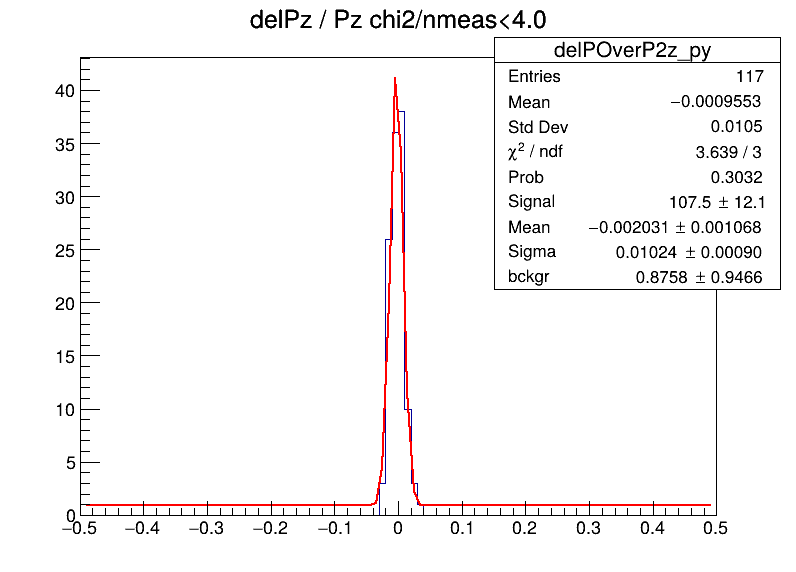 delPz / Pz chi2/nmeas<4.0
delPOverP2z_py
Entries 117
Mean −0.0009553
Std Dev 0.0105
χ² / ndf 3.639 / 3
Prob 0.3032
Signal 107.5 ± 12.1
Mean −0.002031 ± 0.001068
Sigma 0.01024 ± 0.00090
bckgr 0.8758 ± 0.9466
40
35
30
25
20
15
10
5
0
−0.5 −0.4 −0.3 −0.2 −0.1 0 0.1 0.2 0.3 0.4 0.5